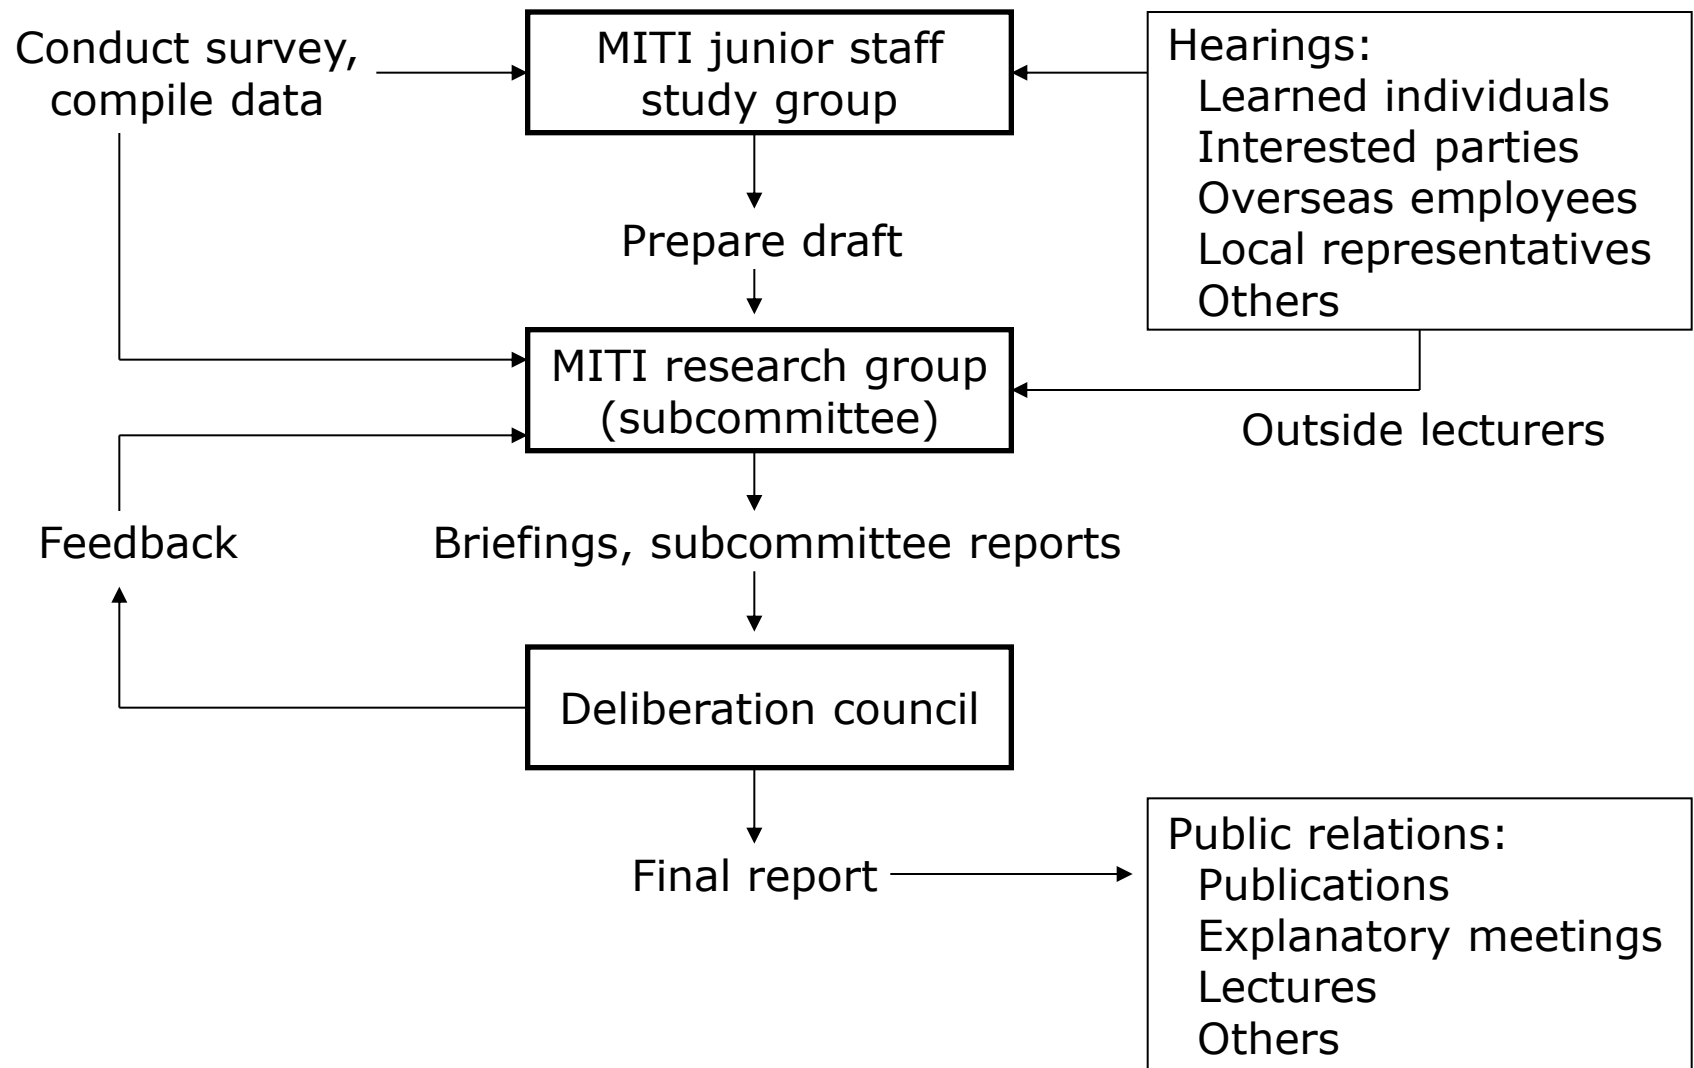 Conduct survey,
compile data
MITI junior staff
study group
Hearings:
Learned individuals
Interested parties
Overseas employees
Local representatives
Others
Prepare draft
MITI research group
(subcommittee)
Outside lecturers
Feedback
Briefings, subcommittee reports
Deliberation council
Final report
Public relations:
Publications
Explanatory meetings
Lectures
Others